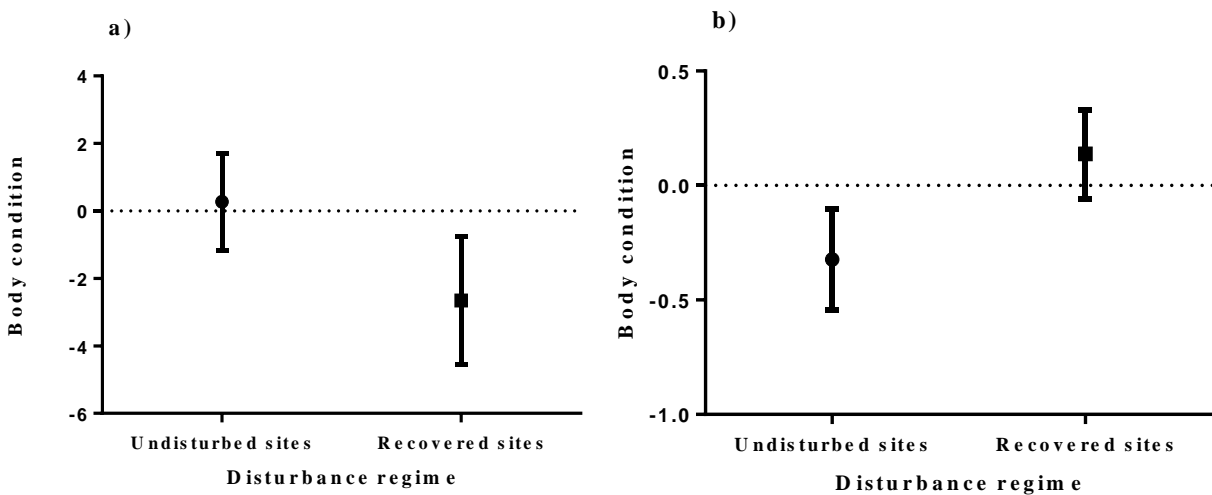 a)
Body condition
4
2
0
-2
-4
-6
Undisturbed sites Recovered sites
Disturbance regime
b)
Body condition
0.5
0.0
-0.5
-1.0
Undisturbed sites Recovered sites
Disturbance regime